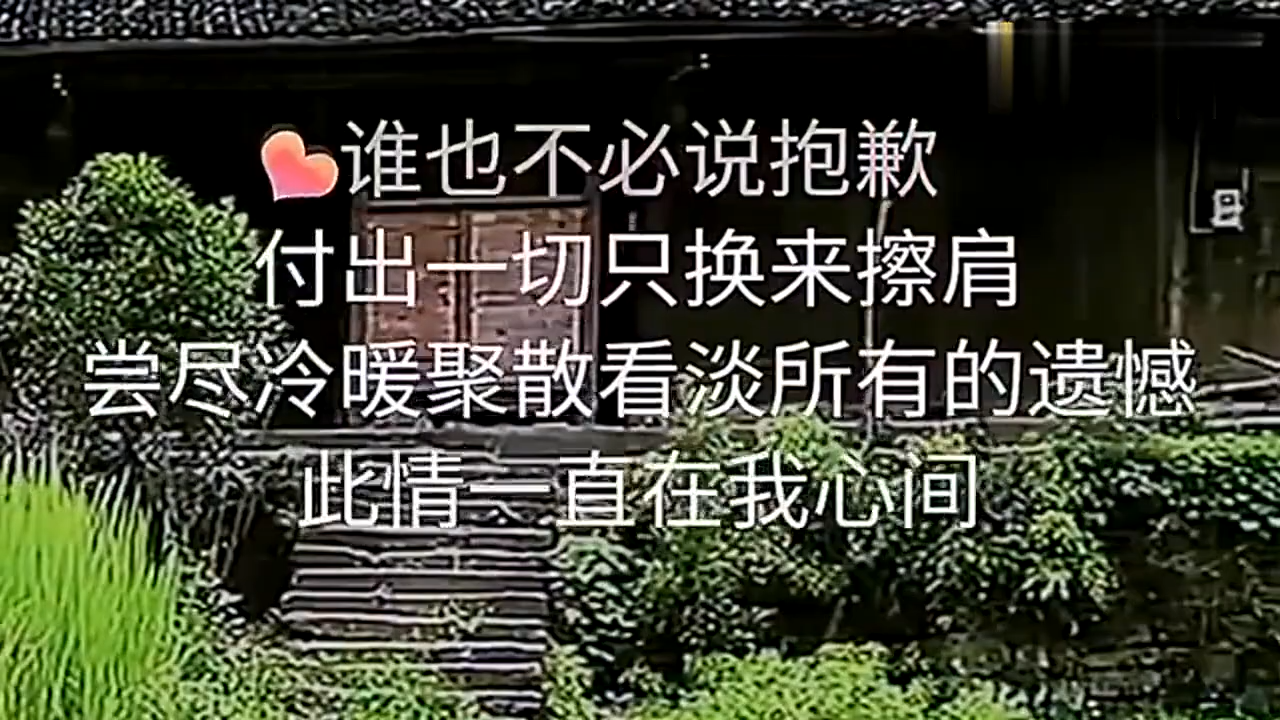 谁也不必说抱歉
付出一切只换来擦肩
尝尽冷暖聚散看淡所有的遗憾
此情一直在我心间